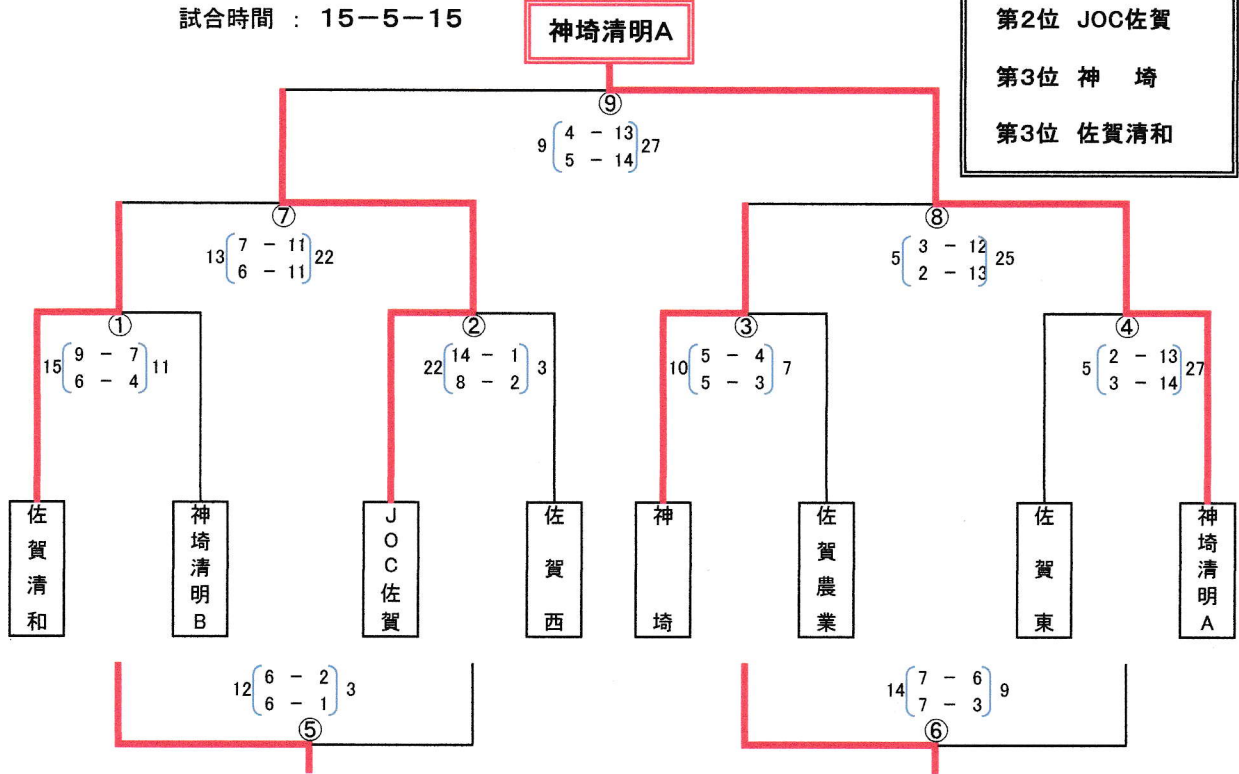 試合時間 : 15-5-15
神埼清明A
第2位 JOC佐賀
第3位 神 埼
第3位 佐賀清和
⑨
9 4 - 13 27
5 - 14
⑦
13 7 - 11 22
6 - 11
⑧
5 3 - 12 25
2 - 13
①
15 9 - 7 11
6 - 4
②
22 14 - 1 3
8 - 2
③
10 5 - 4 7
5 - 3
④
5 2 - 13 27
3 - 14
佐賀清和
神埼清明B
JOC佐賀
佐賀西
神埼
佐賀農業
佐賀東
神埼清明A
12 6 - 2 3
6 - 1
⑤
14 7 - 6 9
7 - 3
⑥